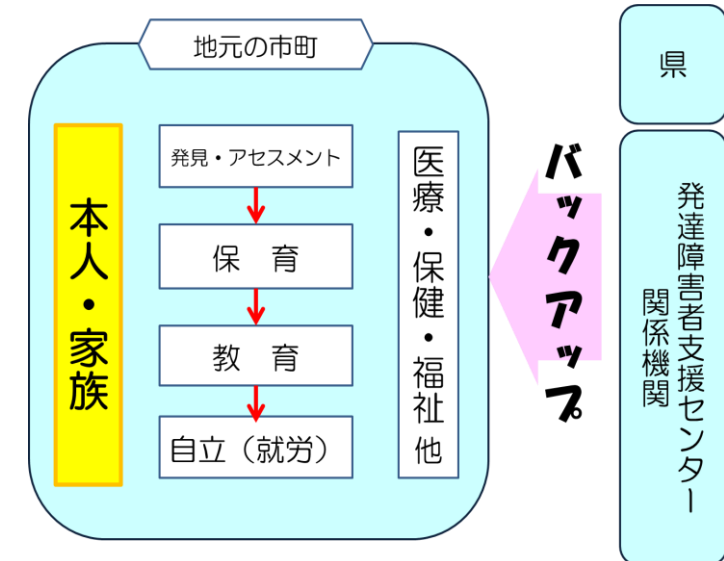 地元の市町
本人・家族
発見・アセスメント
保　育
教　育
自立（就労）
医療・保健・福祉 他
バックアップ
県
発達障害者支援センター
関係機関